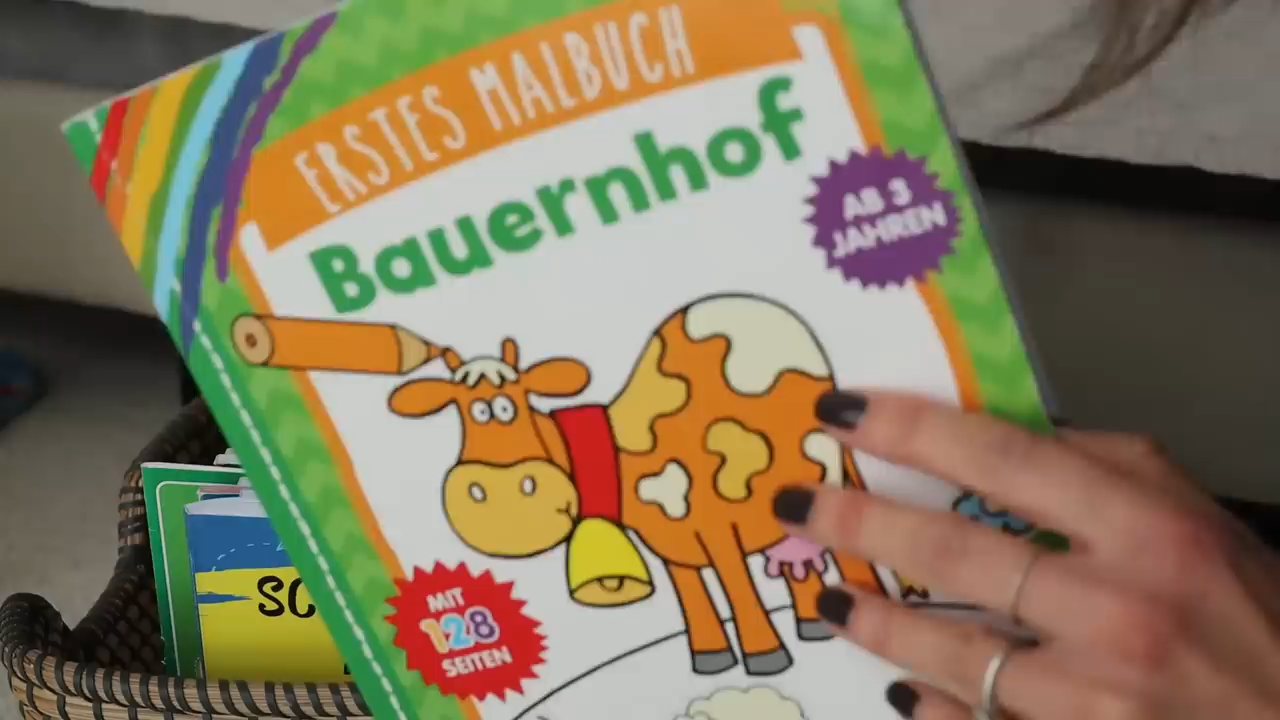 ERSTES MALBUCH
Bauernhof
AB 3
JAHREN
MIT
128
SEITEN
SC